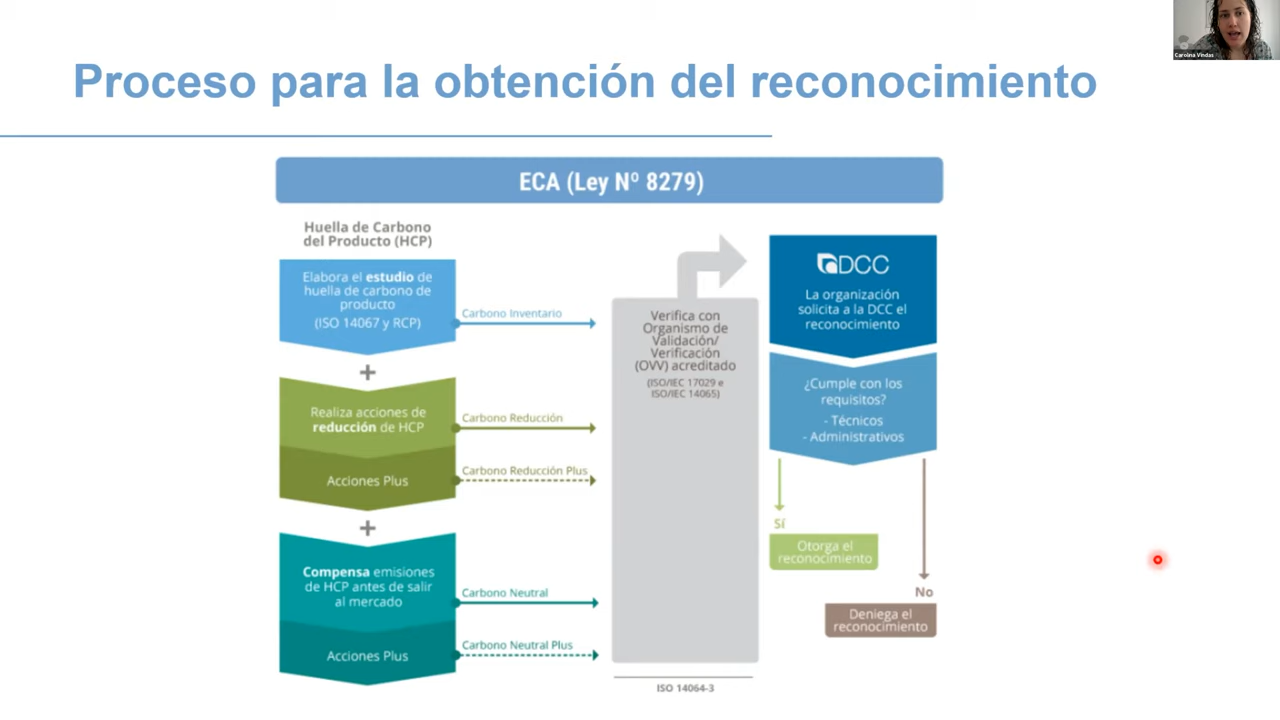 Carolina Vindas
Proceso para la obtención del reconocimiento
ECA (Ley Nº 8279)
Huella de Carbono
del Producto (HCP)
Elabora el estudio de
huella de carbono de
producto
(ISO 14067 y RCP)
Carbono Inventario
+
Realiza acciones de
reducción de HCP
Carbono Reducción
Acciones Plus
Carbono Reducción Plus
+
Compensa emisiones
de HCP antes de salir
al mercado
Carbono Neutral
Acciones Plus
Carbono Neutral Plus
Verifica con
Organismo de
Validación/
Verificación
(OVV) acreditado
(ISO/IEC 17029 e
ISO/IEC 14065)
ISO 14064-3
DCC
La organización
solicita a la DCC el
reconocimiento
¿Cumple con los
requisitos?
- Técnicos
- Administrativos
Sí
Otorga el
reconocimiento
No
Deniega el
reconocimiento